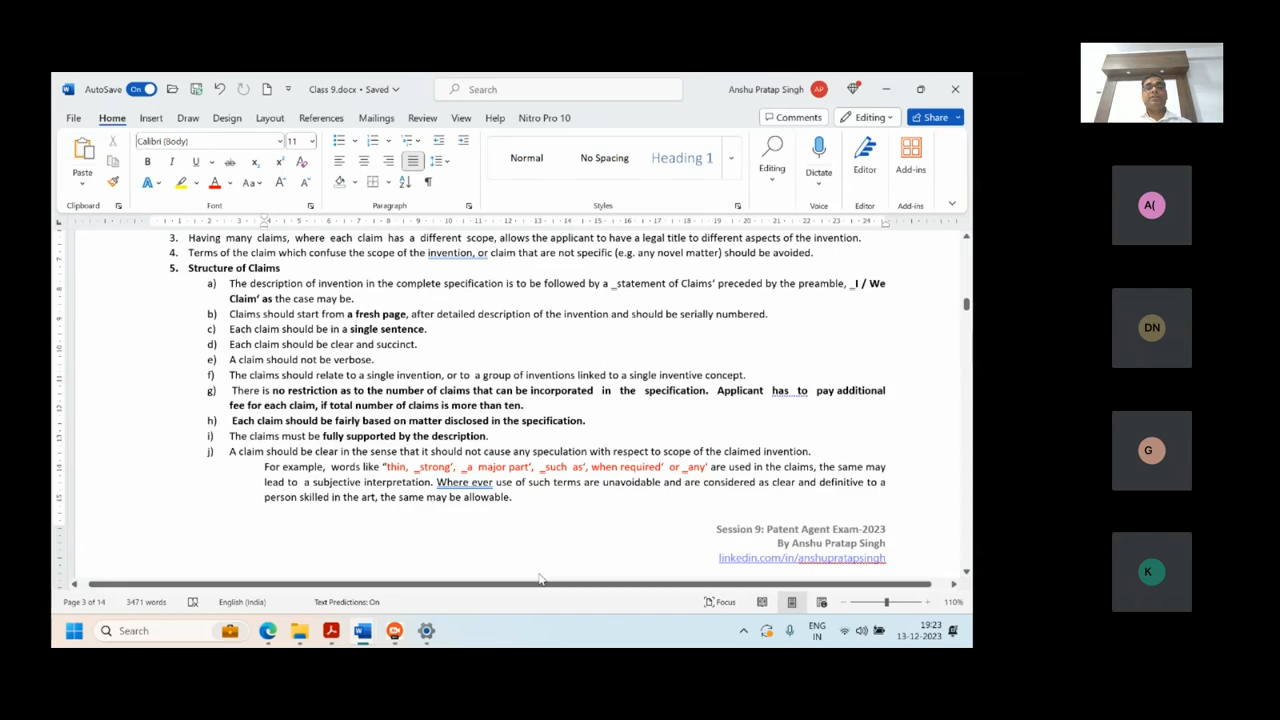 AutoSave On Class 9.docx • Saved Search Anshu Pratap Singh AP
File Home Insert Draw Design Layout References Mailings Review View Help Nitro Pro 10 Comments Editing Share
Calibri (Body) 11
Paste
Normal No Spacing Heading 1
Editing Dictate Editor Add-ins
Clipboard Font Paragraph Styles Voice Editor Add-ins
3. Having many claims, where each claim has a different scope, allows the applicant to have a legal title to different aspects of the invention.
4. Terms of the claim which confuse the scope of the invention, or claim that are not specific (e.g. any novel matter) should be avoided.
5. Structure of Claims
a) The description of invention in the complete specification is to be followed by a _statement of Claims’ preceded by the preamble, _I / We
Claim’ as the case may be.
b) Claims should start from a fresh page, after detailed description of the invention and should be serially numbered.
c) Each claim should be in a single sentence.
d) Each claim should be clear and succinct.
e) A claim should not be verbose.
f) The claims should relate to a single invention, or to a group of inventions linked to a single inventive concept.
g) There is no restriction as to the number of claims that can be incorporated in the specification. Applicant has to pay additional
fee for each claim, if total number of claims is more than ten.
h) Each claim should be fairly based on matter disclosed in the specification.
i) The claims must be fully supported by the description.
j) A claim should be clear in the sense that it should not cause any speculation with respect to scope of the claimed invention.
For example, words like “thin, _strong’, _a major part’, _such as’, when required’ or _any’ are used in the claims, the same may
lead to a subjective interpretation. Where ever use of such terms are unavoidable and are considered as clear and definitive to a
person skilled in the art, the same may be allowable.
Session 9: Patent Agent Exam-2023
By Anshu Pratap Singh
linkedin.com/in/anshupratapsingh
Page 3 of 14 3471 words English (India) Text Predictions: On Focus 110%
Search ENG IN 19:23 13-12-2023
A(
DN
G
K